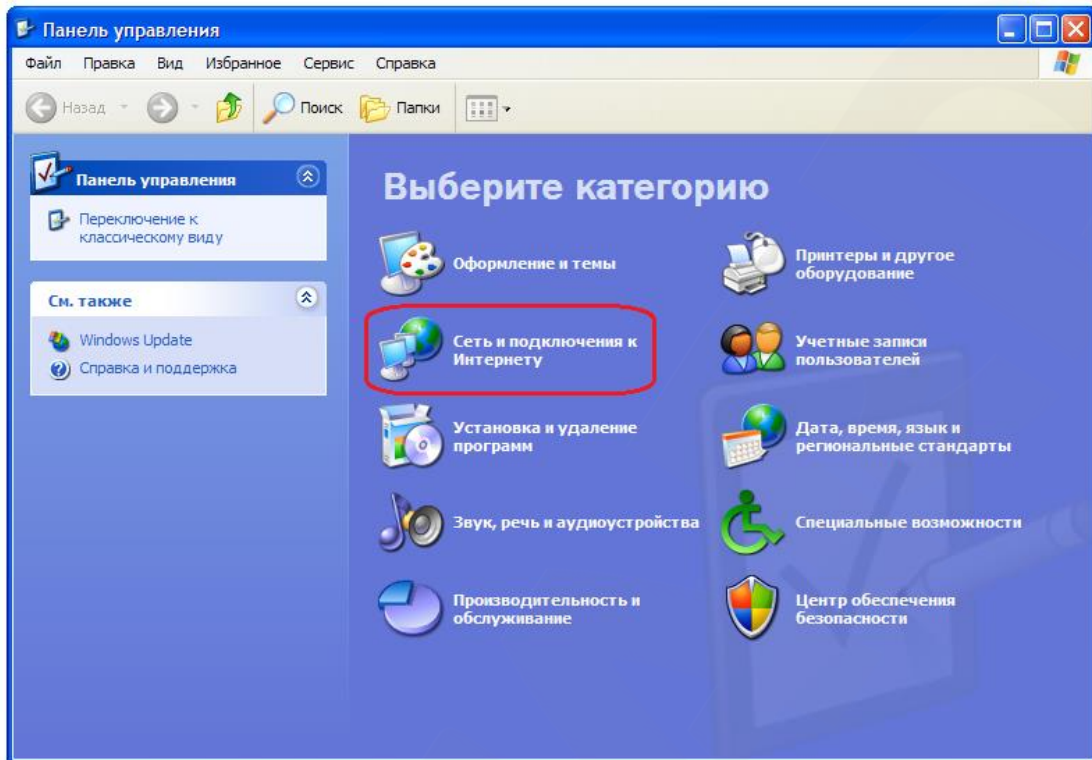 Панель управления
Файл Правка Вид Избранное Сервис Справка
Назад Поиск Папки
Панель управления
Переключение к
классическому виду
См. также
Windows Update
Справка и поддержка
Выберите категорию
Оформление и темы
Принтеры и другое
оборудование
Сеть и подключения к
Интернету
Учетные записи
пользователей
Установка и удаление
программ
Дата, время, язык и
региональные стандарты
Звук, речь и аудиоустройства
Специальные возможности
Производительность и
обслуживание
Центр обеспечения
безопасности